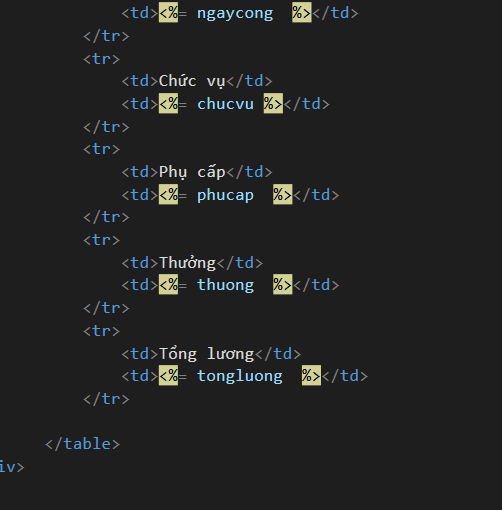 <td><%= ngaycong  %></td>
</tr>
<tr>
<td>Chức vụ</td>
<td><%= chucvu %></td>
</tr>
<tr>
<td>Phụ cấp</td>
<td><%= phucap  %></td>
</tr>
<tr>
<td>Thưởng</td>
<td><%= thuong  %></td>
</tr>
<tr>
<td>Tổng lương</td>
<td><%= tongluong  %></td>
</tr>
</table>
iv>